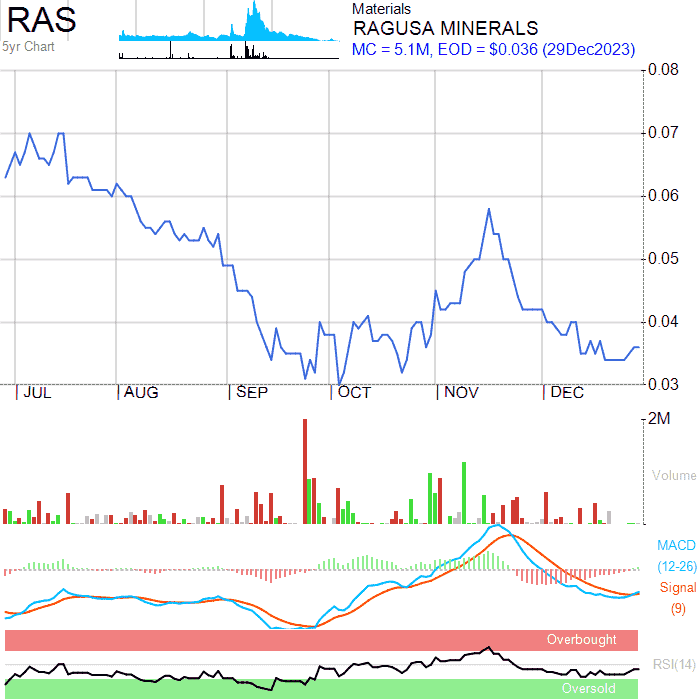 RAS
5yr Chart
Materials
RAGUSA MINERALS
MC = 5.1M, EOD = $0.036 (29Dec2023)
0.08
0.07
0.06
0.05
0.04
0.03
JUL AUG SEP OCT NOV DEC
2M
Volume
MACD
(12-26)
Signal
(9)
Overbought
RSI(14)
Oversold